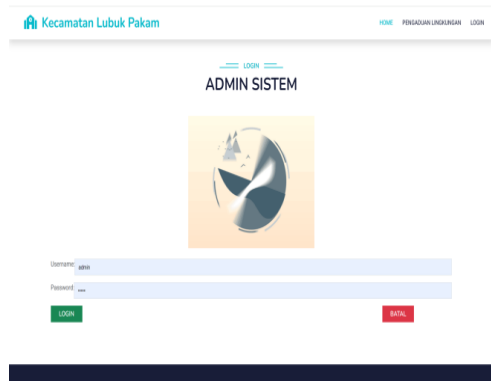 Kecamatan Lubuk Pakam
HOME PENGADUAN LINGKUNGAN LOGIN
LOGIN
ADMIN SISTEM
Username
admin
Password
LOGIN
BATAL